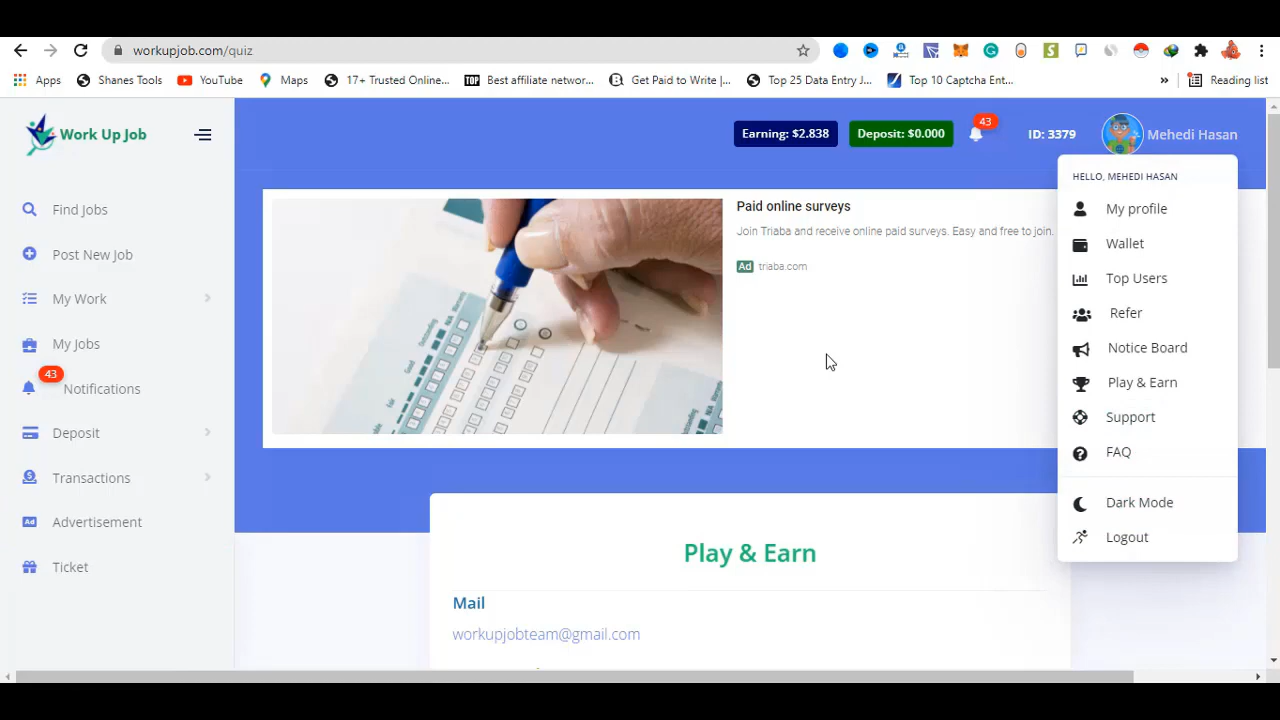 workupjob.com/quiz
Apps
Shanes Tools
YouTube
Maps
17+ Trusted Online...
TOP
Best affiliate networ...
Get Paid to Write |...
Top 25 Data Entry J...
Top 10 Captcha Ent...
»
Reading list
Work Up Job
Earning: $2.838
Deposit: $0.000
43
ID: 3379
Mehedi Hasan
Find Jobs
Post New Job
My Work
My Jobs
43
Notifications
Deposit
Transactions
Ad
Advertisement
Ticket
Paid online surveys
Join Triaba and receive online paid surveys. Easy and free to join.
Ad triaba.com
HELLO, MEHEDI HASAN
My profile
Wallet
Top Users
Refer
Notice Board
Play & Earn
Support
FAQ
Dark Mode
Logout
Play & Earn
Mail
workupjobteam@gmail.com